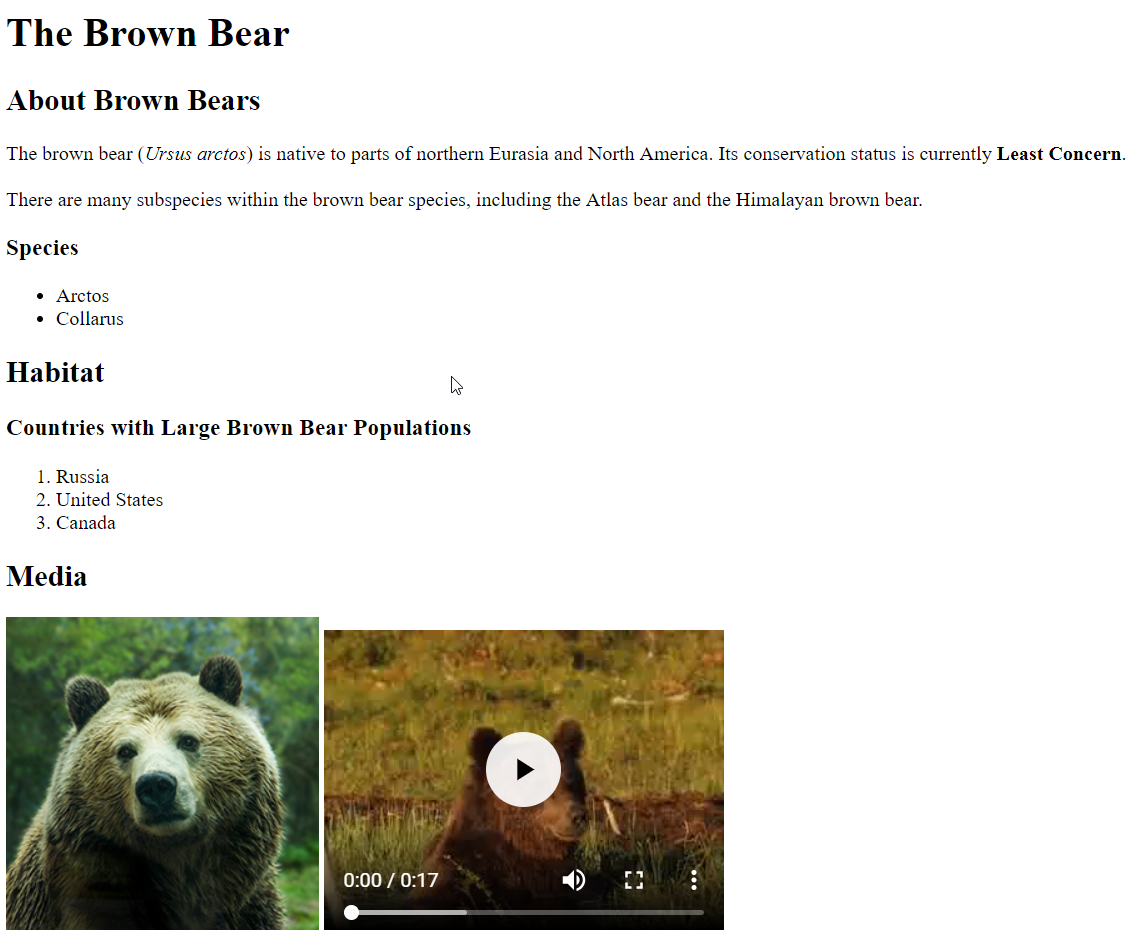 The Brown Bear
About Brown Bears
The brown bear (Ursus arctos) is native to parts of northern Eurasia and North America. Its conservation status is currently Least Concern.
There are many subspecies within the brown bear species, including the Atlas bear and the Himalayan brown bear.
Species
• Arctos
• Collarus
Habitat
Countries with Large Brown Bear Populations
1. Russia
2. United States
3. Canada
Media
0:00 / 0:17